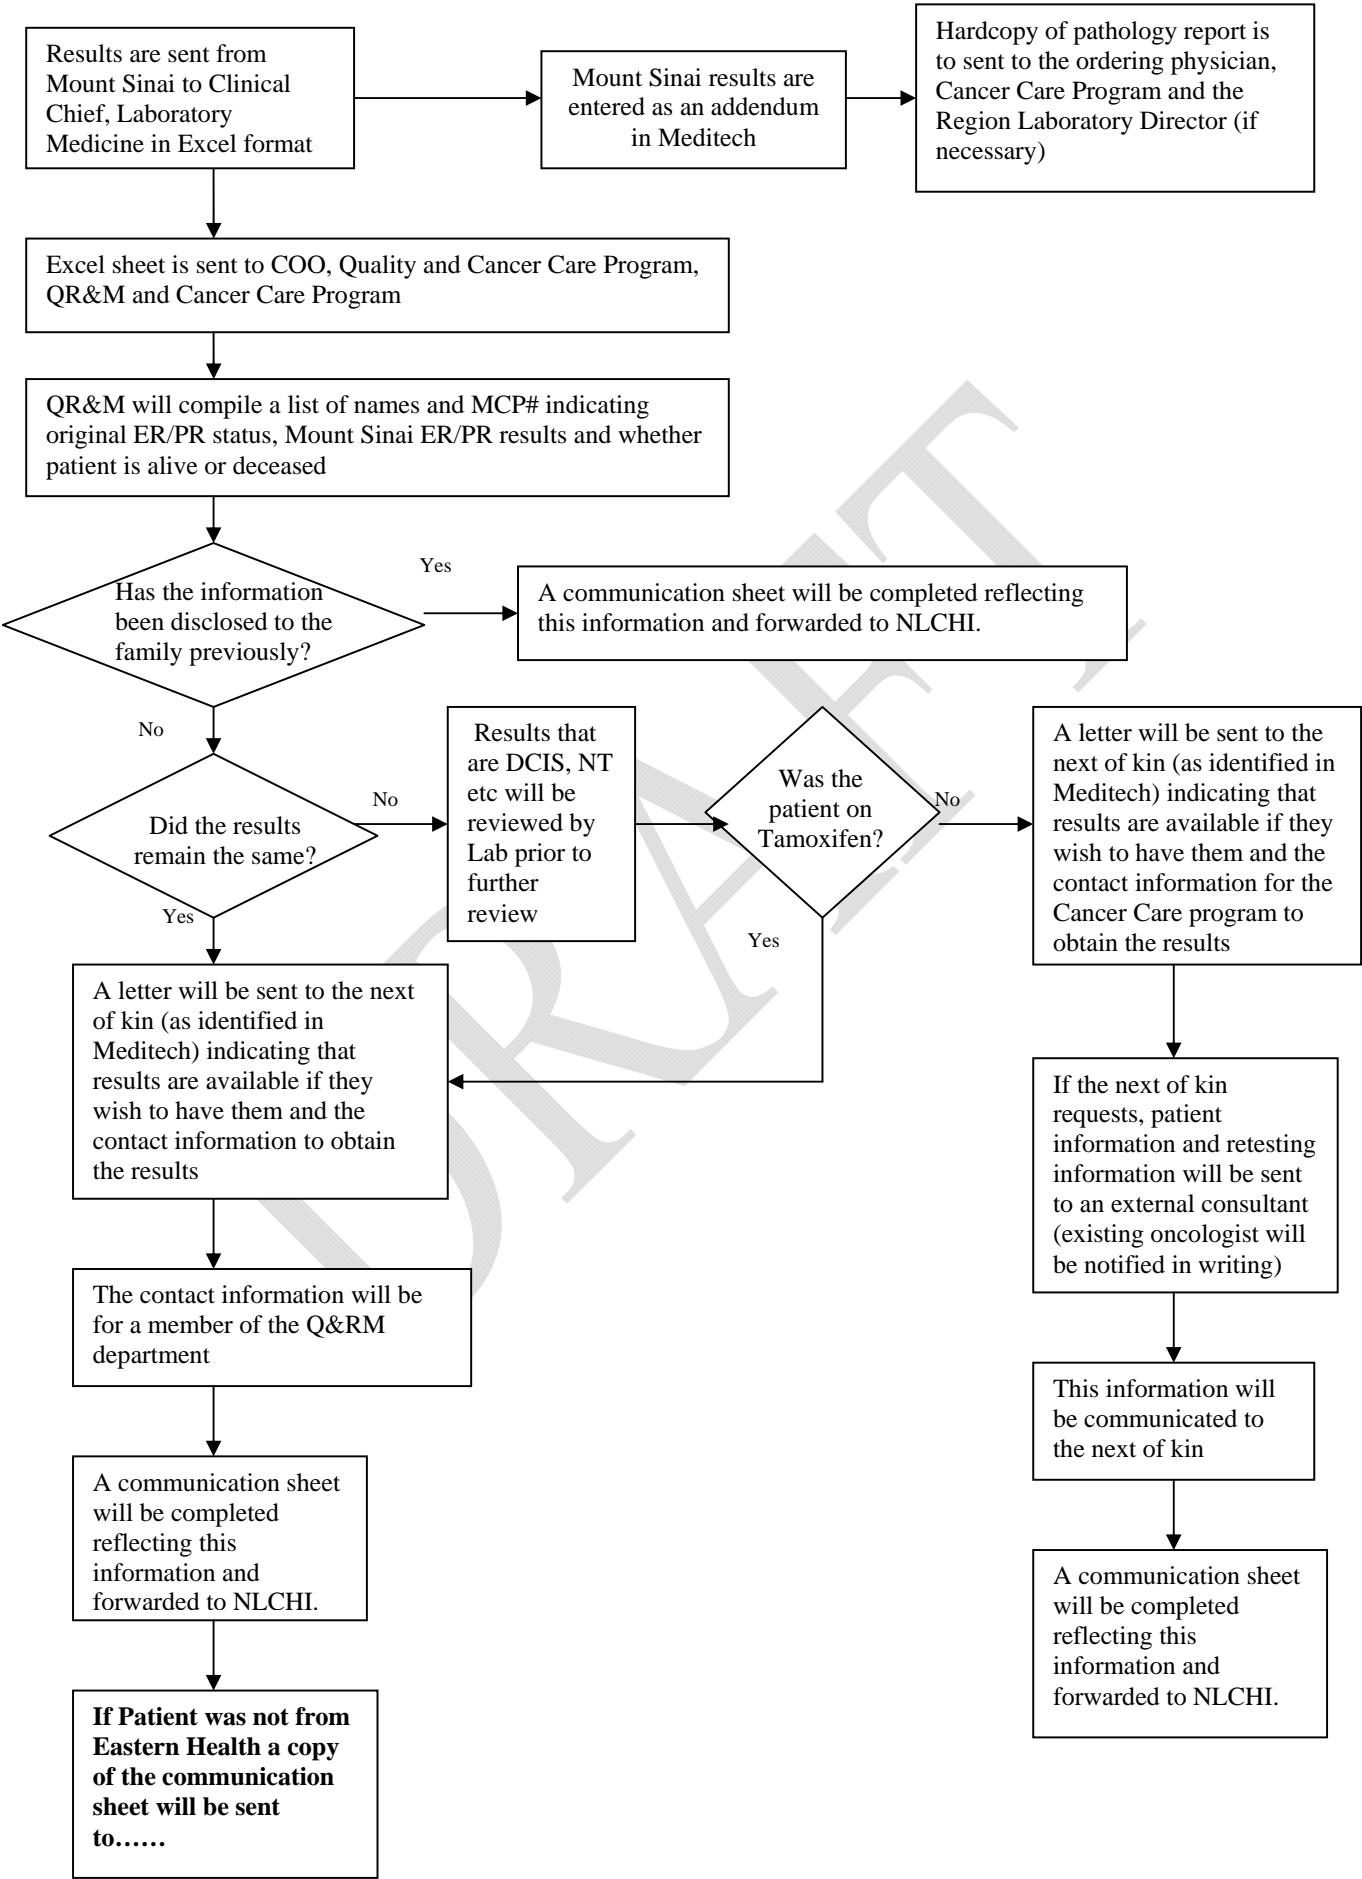 Results are sent from
Mount Sinai to Clinical
Chief, Laboratory
Medicine in Excel format
Mount Sinai results are
entered as an addendum
in Meditech
Hardcopy of pathology report is
to sent to the ordering physician,
Cancer Care Program and the
Region Laboratory Director (if
necessary)
Excel sheet is sent to COO, Quality and Cancer Care Program,
QR&M and Cancer Care Program
QR&M will compile a list of names and MCP# indicating
original ER/PR status, Mount Sinai ER/PR results and whether
patient is alive or deceased
Has the information
been disclosed to the
family previously?
Yes
A communication sheet will be completed reflecting
this information and forwarded to NLCHI.
No
Did the results
remain the same?
No
Results that
are DCIS, NT
etc will be
reviewed by
Lab prior to
further
review
Was the
patient on
Tamoxifen?
No
A letter will be sent to the
next of kin (as identified in
Meditech) indicating that
results are available if they
wish to have them and the
contact information for the
Cancer Care program to
obtain the results
Yes
Yes
A letter will be sent to the next
of kin (as identified in
Meditech) indicating that
results are available if they
wish to have them and the
contact information to obtain
the results
If the next of kin
requests, patient
information and retesting
information will be sent
to an external consultant
(existing oncologist will
be notified in writing)
The contact information will be
for a member of the Q&RM
department
This information will
be communicated to
the next of kin
A communication sheet
will be completed
reflecting this
information and
forwarded to NLCHI.
A communication sheet
will be completed
reflecting this
information and
forwarded to NLCHI.
If Patient was not from
Eastern Health a copy
of the communication
sheet will be sent
to……
DRAFT